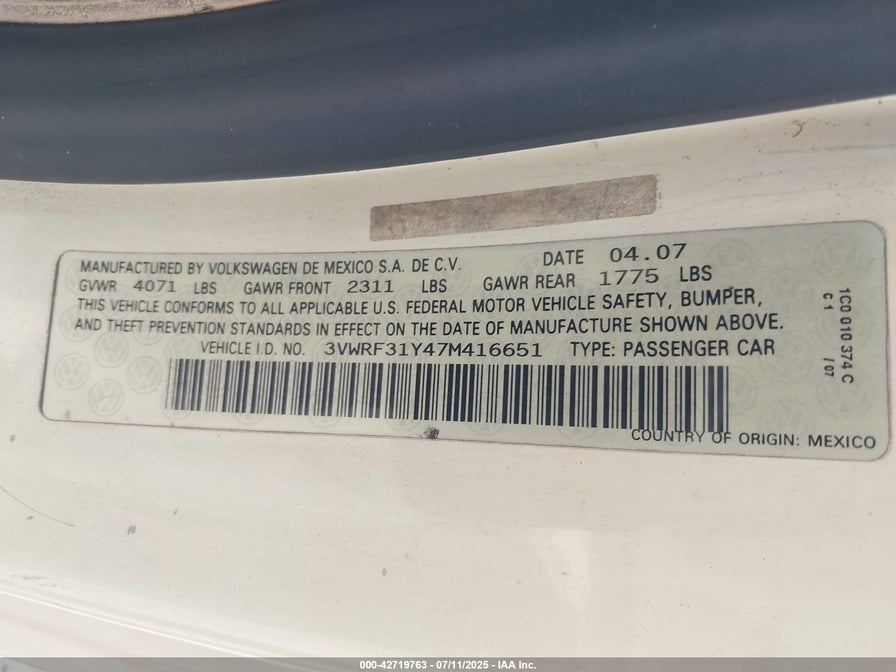 MANUFACTURED BY VOLKSWAGEN DE MEXICO S.A. DE C.V. DATE 04.07
GVWR 4071 LBS GAWR FRONT 2311 LBS GAWR REAR 1775 LBS
THIS VEHICLE CONFORMS TO ALL APPLICABLE U.S. FEDERAL MOTOR VEHICLE SAFETY, BUMPER,
AND THEFT PREVENTION STANDARDS IN EFFECT ON THE DATE OF MANUFACTURE SHOWN ABOVE.
VEHICLE I.D. NO. 3VWRF31Y47M416651 TYPE: PASSENGER CAR
COUNTRY OF ORIGIN: MEXICO
1C0 010 374 C
C1 / 07
000-42719763 - 07/11/2025 - IAA Inc.